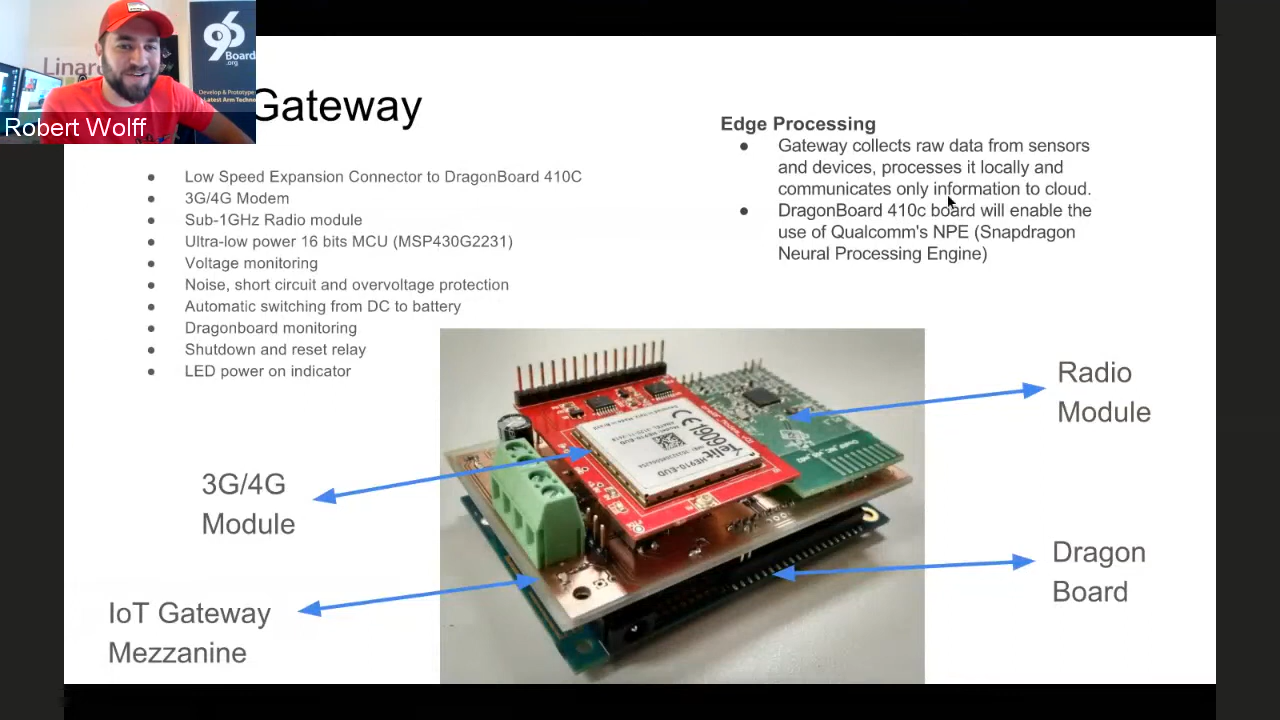 Linaro
96
Boards
.org
Develop & Prototype
Latest Arm Techno
Robert Wolff
Gateway
Low Speed Expansion Connector to DragonBoard 410C
3G/4G Modem
Sub-1GHz Radio module
Ultra-low power 16 bits MCU (MSP430G2231)
Voltage monitoring
Noise, short circuit and overvoltage protection
Automatic switching from DC to battery
Dragonboard monitoring
Shutdown and reset relay
LED power on indicator
Edge Processing
Gateway collects raw data from sensors
and devices, processes it locally and
communicates only information to cloud.
DragonBoard 410c board will enable the
use of Qualcomm's NPE (Snapdragon
Neural Processing Engine)
Radio
Module
3G/4G
Module
Dragon
Board
IoT Gateway
Mezzanine
Telit
HE910-EUD
CE1909